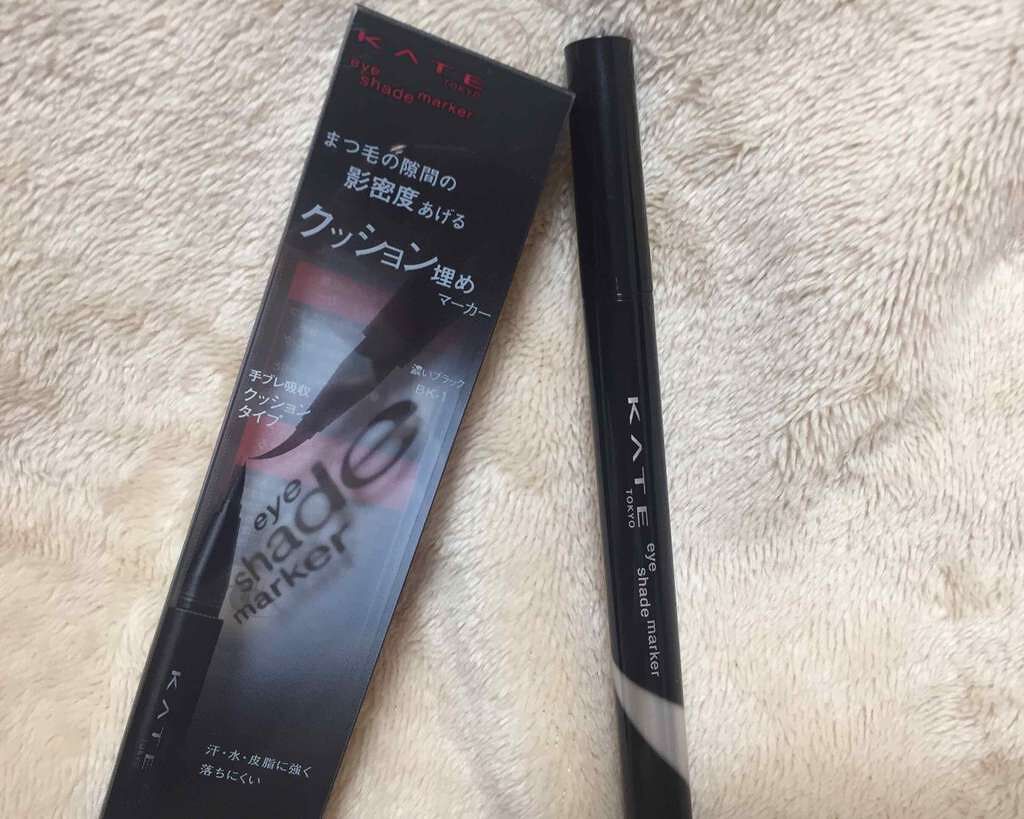 KATE
TOKYO
eye
shade marker
まつ毛の隙間の
影密度あげる
クッション埋め
マーカー
濃いブラック
BK-1
手ブレ吸収
クッション
タイプ
eye
shade
marker
KATE
汗・水・皮脂に強く
落ちにくい
KATE
TOKYO
eye
shade marker